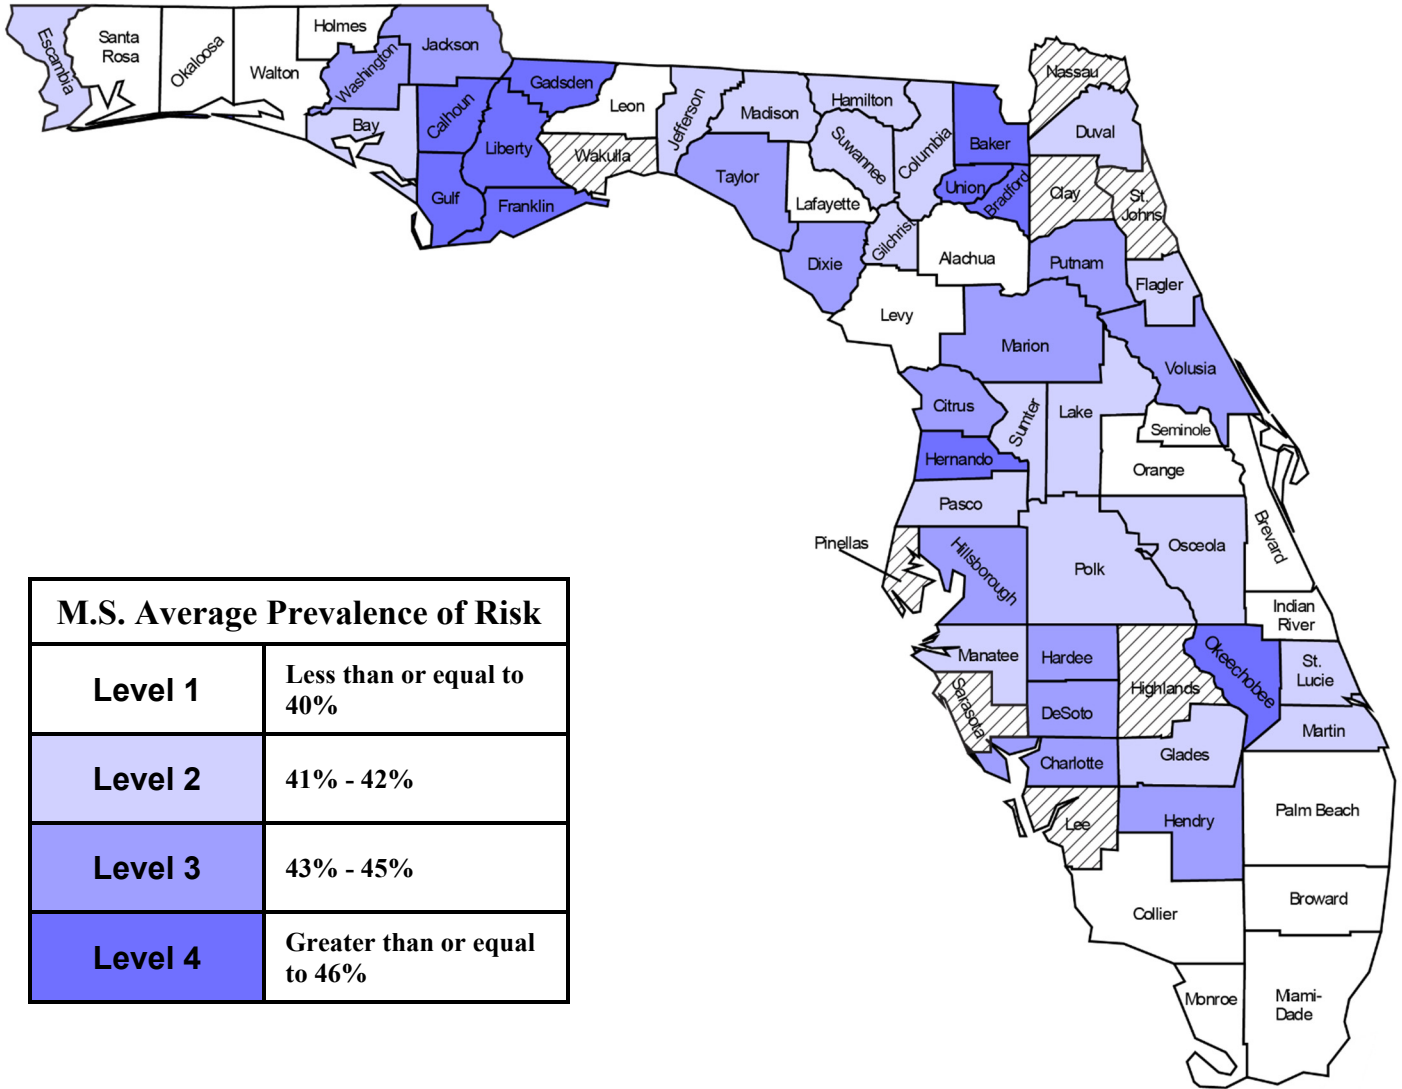 Holmes
Santa
Rosa
Okaloosa
Walton
Escambia
Washington
Jackson
Bay
Calhoun
Gadsden
Liberty
Gulf
Franklin
Leon
Wakulla
Jefferson
Madison
Taylor
Hamilton
Suwannee
Lafayette
Dixie
Columbia
Gilchrist
Baker
Union
Bradford
Alachua
Levy
Nassau
Duval
Clay
St.
Johns
Putnam
Flagler
Marion
Volusia
Citrus
Sumter
Lake
Hernando
Seminole
Orange
Pasco
Brevard
Pinellas
Hillsborough
Polk
Osceola
Indian
River
Manatee
Hardee
Highlands
Okeechobee
St.
Lucie
Sarasota
DeSoto
Martin
Charlotte
Glades
Lee
Hendry
Palm Beach
Broward
Collier
Monroe
Miami-
Dade
M.S. Average Prevalence of Risk
Level 1
Less than or equal to
40%
Level 2
41% - 42%
Level 3
43% - 45%
Level 4
Greater than or equal
to 46%